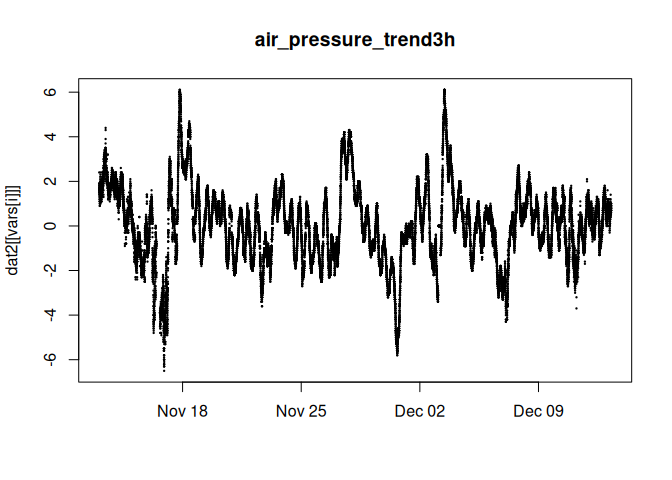 air_pressure_trend3h
dat2[[vars[i]]]
6
4
2
0
-2
-4
-6
Nov 18
Nov 25
Dec 02
Dec 09